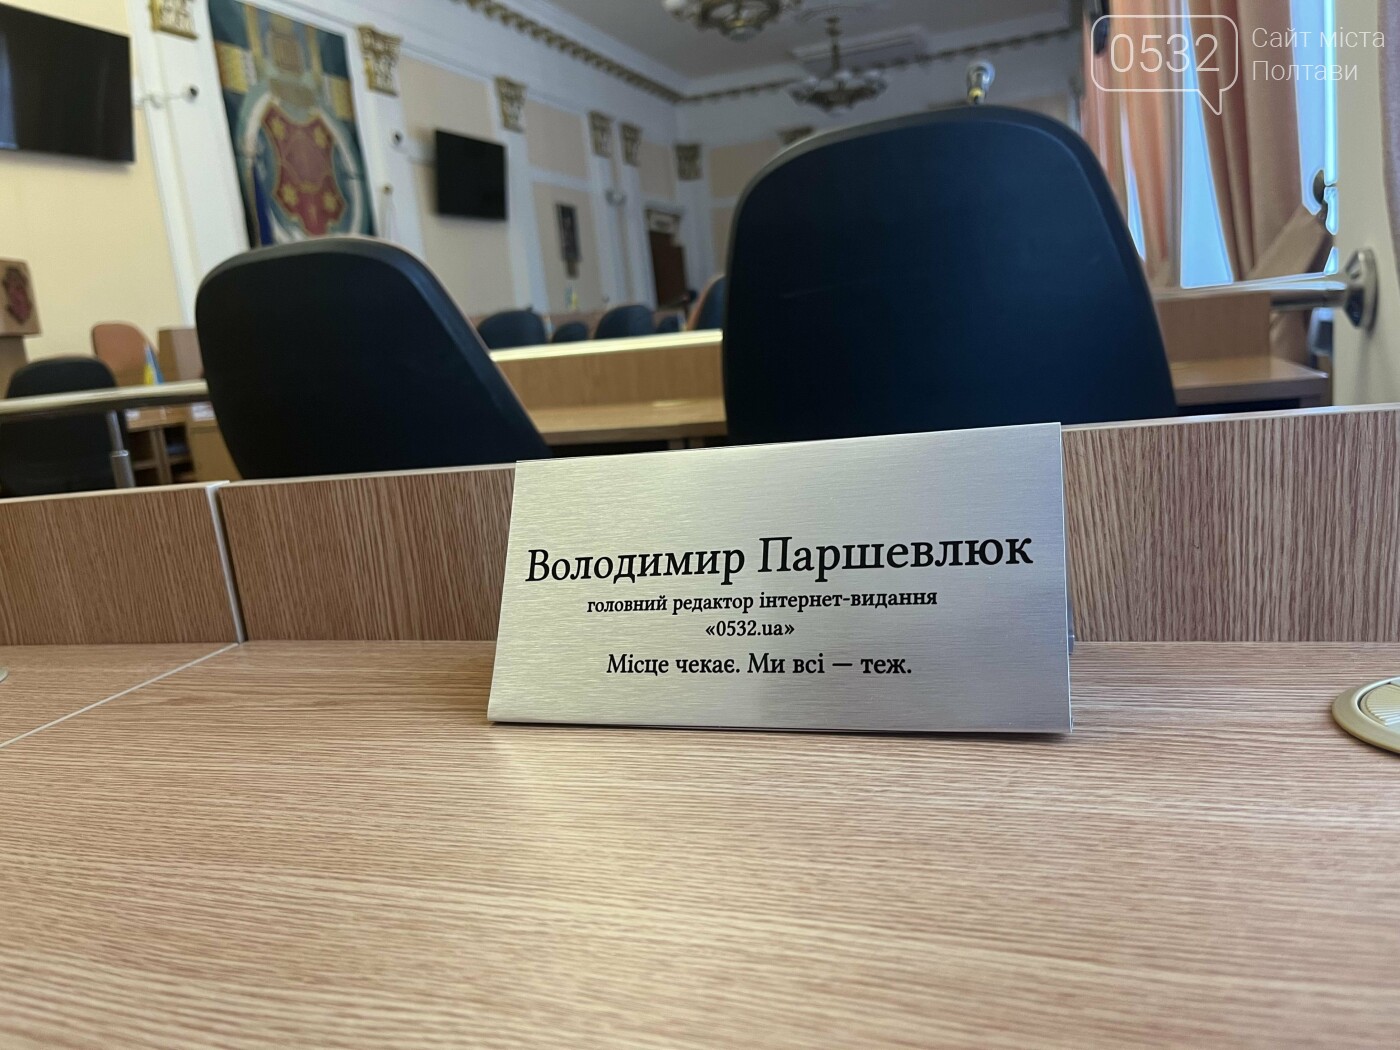 0532
Сайт міста
Полтави
Володимир Паршевлюк
головний редактор інтернет-видання
«0532.ua»
Місце чекає. Ми всі — теж.